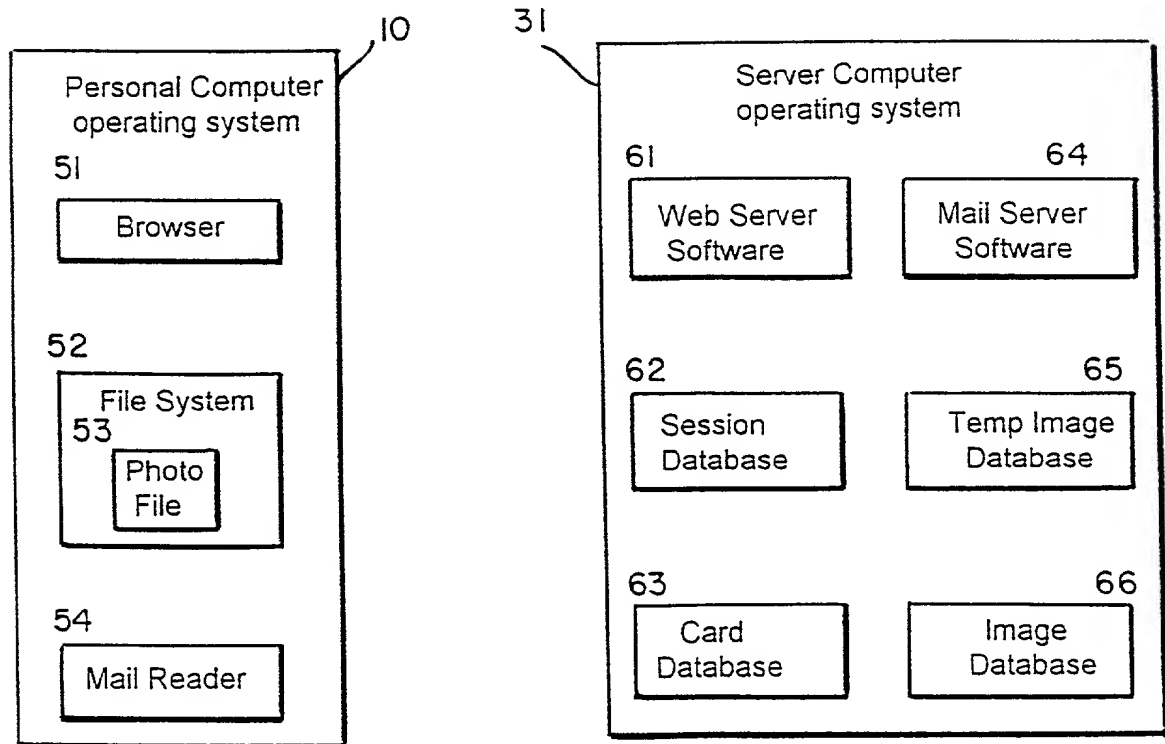 10
Personal Computer
operating system
51
Browser
52
File System
53
Photo
File
54
Mail Reader
31
Server Computer
operating system
61
Web Server
Software
64
Mail Server
Software
62
Session
Database
65
Temp Image
Database
63
Card
Database
66
Image
Database